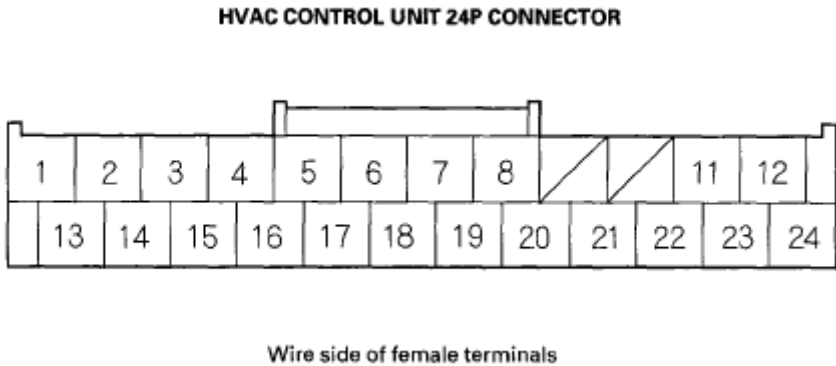 HVAC CONTROL UNIT 24P CONNECTOR
1 2 3 4 5 6 7 8 11 12
13 14 15 16 17 18 19 20 21 22 23 24
Wire side of female terminals